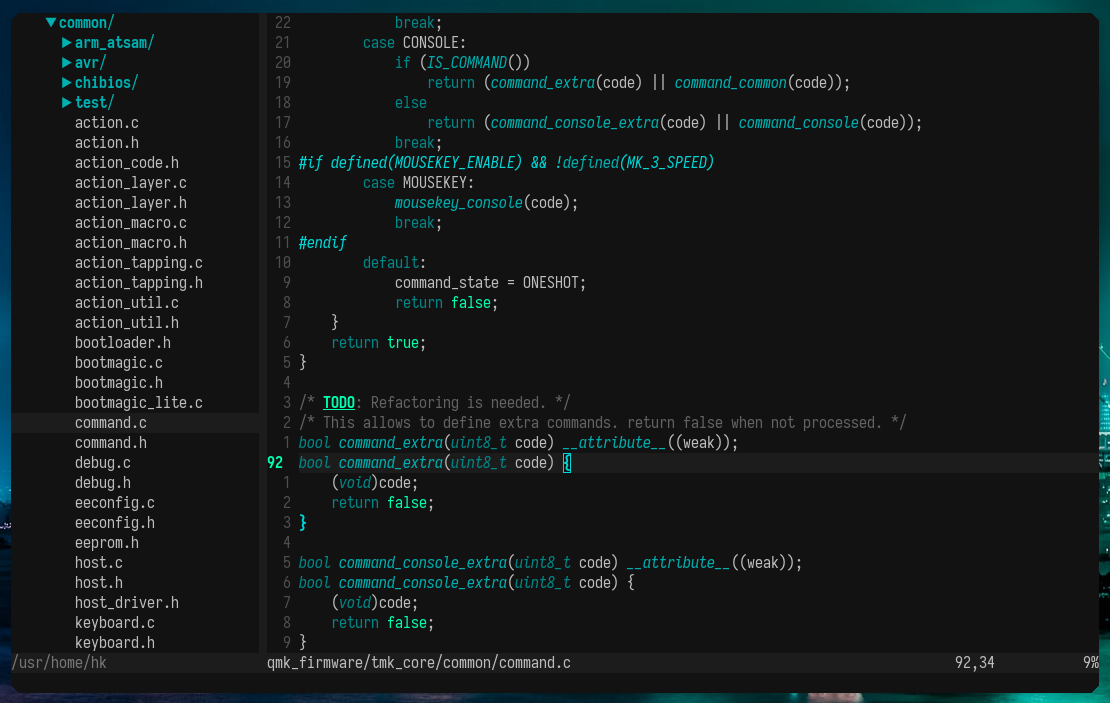 ▼common/
▶arm_atsam/
▶avr/
▶chibios/
▶test/
action.c
action.h
action_code.h
action_layer.c
action_layer.h
action_macro.c
action_macro.h
action_tapping.c
action_tapping.h
action_util.c
action_util.h
bootloader.h
bootmagic.c
bootmagic.h
bootmagic_lite.c
command.c
command.h
debug.c
debug.h
eeconfig.c
eeconfig.h
eeprom.h
host.c
host.h
host_driver.h
keyboard.c
keyboard.h
/usr/home/hk
22             break;
21         case CONSOLE:
20             if (IS_COMMAND())
19                 return (command_extra(code) || command_common(code));
18             else
17                 return (command_console_extra(code) || command_console(code));
16             break;
15 #if defined(MOUSEKEY_ENABLE) && !defined(MK_3_SPEED)
14         case MOUSEKEY:
13             mousekey_console(code);
12             break;
11 #endif
10         default:
9             command_state = ONESHOT;
8             return false;
7     }
6     return true;
5 }
4
3 /* TODO: Refactoring is needed. */
2 /* This allows to define extra commands. return false when not processed. */
1 bool command_extra(uint8_t code) __attribute__((weak));
92 bool command_extra(uint8_t code) {
1     (void)code;
2     return false;
3 }
4
5 bool command_console_extra(uint8_t code) __attribute__((weak));
6 bool command_console_extra(uint8_t code) {
7     (void)code;
8     return false;
9 }
qmk_firmware/tmk_core/common/command.c 92,34 9%